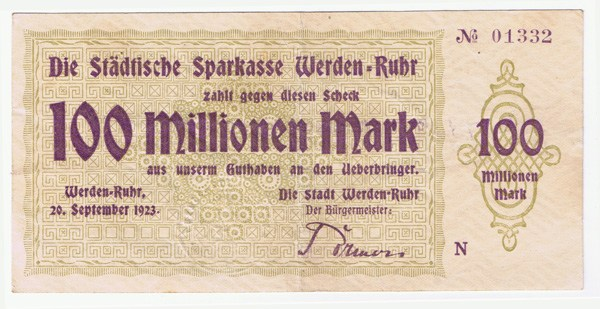 № 01332
Die Städtische Sparkasse Werden-Ruhr
zahlt gegen diesen Scheck
100 Millionen Mark
aus unserm Guthaben an den Ueberbringer.
Werden-Ruhr,
20. September 1923.
Die Stadt Werden-Ruhr
Der Bürgermeister:
100
Millionen
Mark
N